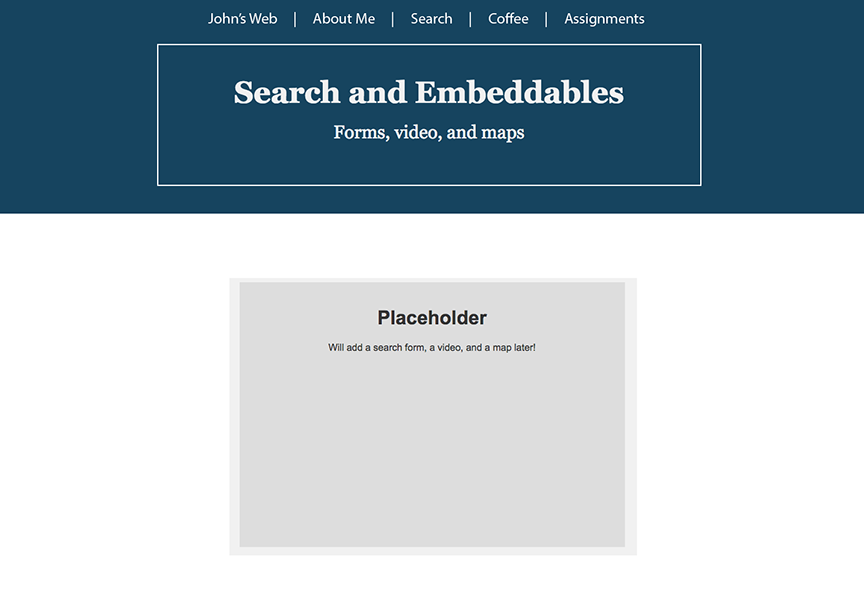 John’s Web | About Me | Search | Coffee | Assignments
Search and Embeddables
Forms, video, and maps
Placeholder
Will add a search form, a video, and a map later!